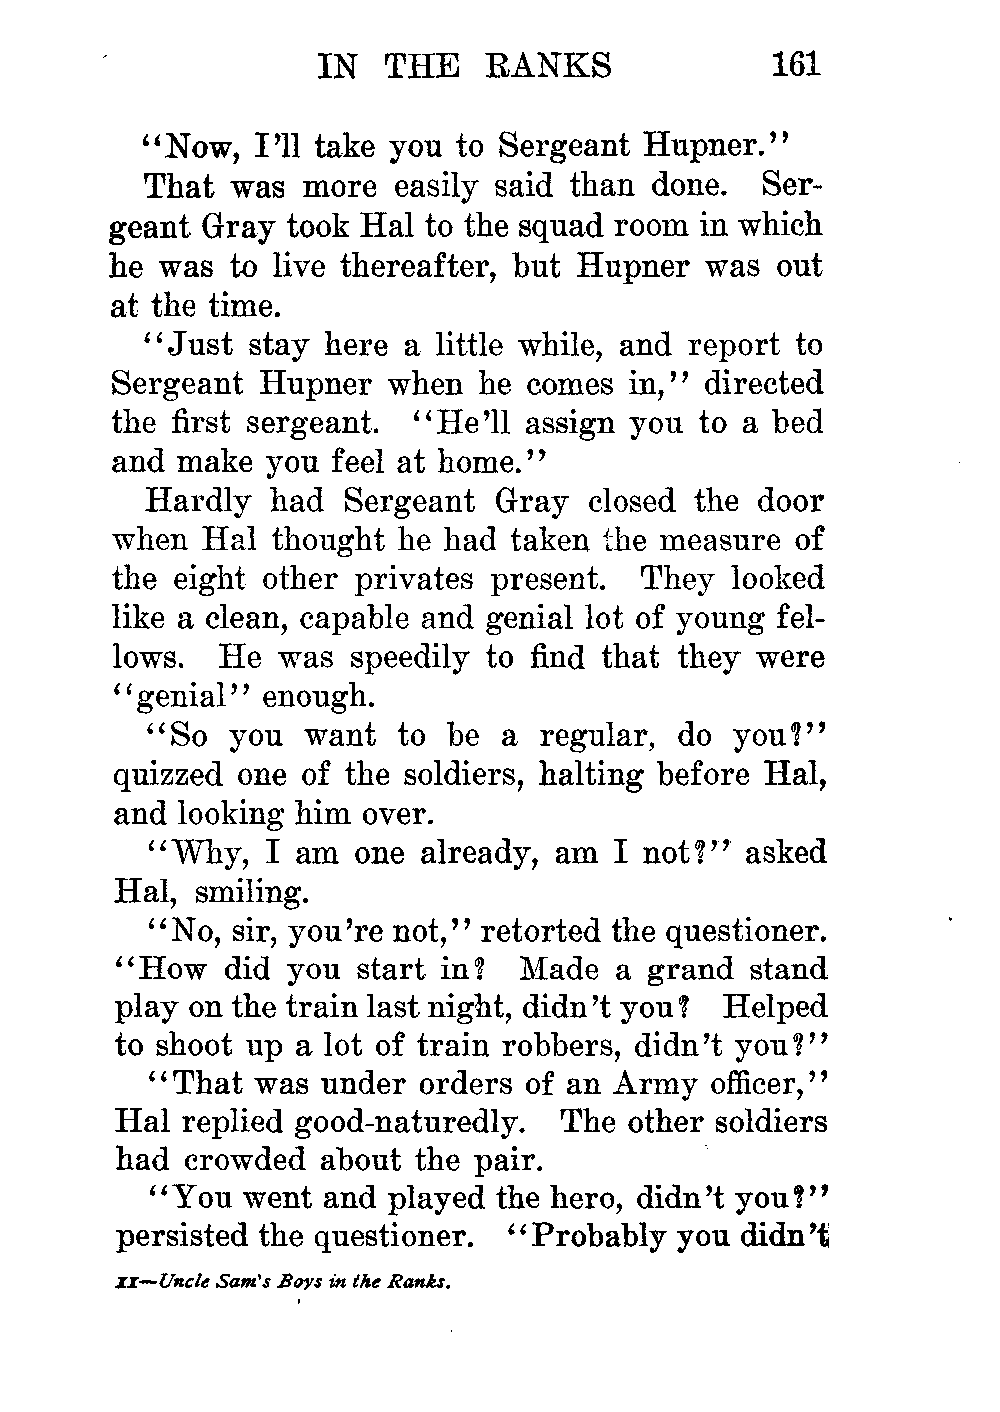 IN THE RANKS 161
"Now, I'll take you to Sergeant Hupner."
That was more easily said than done. Ser-
geant Gray took Hal to the squad room in which
he was to live thereafter, but Hupner was out
at the time.
"Just stay here a little while, and report to
Sergeant Hupner when he comes in," directed
the first sergeant. "He'll assign you to a bed
and make you feel at home."
Hardly had Sergeant Gray closed the door
when Hal thought he had taken the measure of
the eight other privates present. They looked
like a clean, capable and genial lot of young fel-
lows. He was speedily to find that they were
"genial" enough.
"So you want to be a regular, do you?"
quizzed one of the soldiers, halting before Hal,
and looking him over.
"Why, I am one already, am I not?" asked
Hal, smiling.
"No, sir, you're not," retorted the questioner.
"How did you start in? Made a grand stand
play on the train last night, didn't you? Helped
to shoot up a lot of train robbers, didn't you?"
"That was under orders of an Army officer,"
Hal replied good-naturedly. The other soldiers
had crowded about the pair.
"You went and played the hero, didn't you?"
persisted the questioner. "Probably you didn't
11—Uncle Sam's Boys in the Ranks.